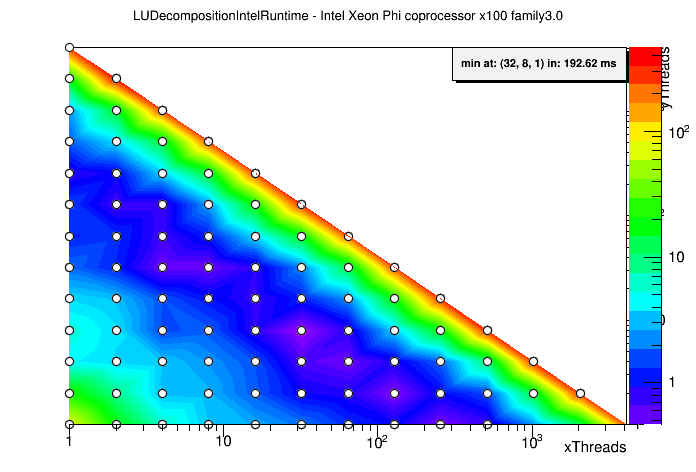 LUDecompositionIntelRuntime - Intel Xeon Phi coprocessor x100 family3.0
min at: (32, 8, 1) in: 192.62 ms
yThreads
10²
10
1
1
10
10²
10³
xThreads